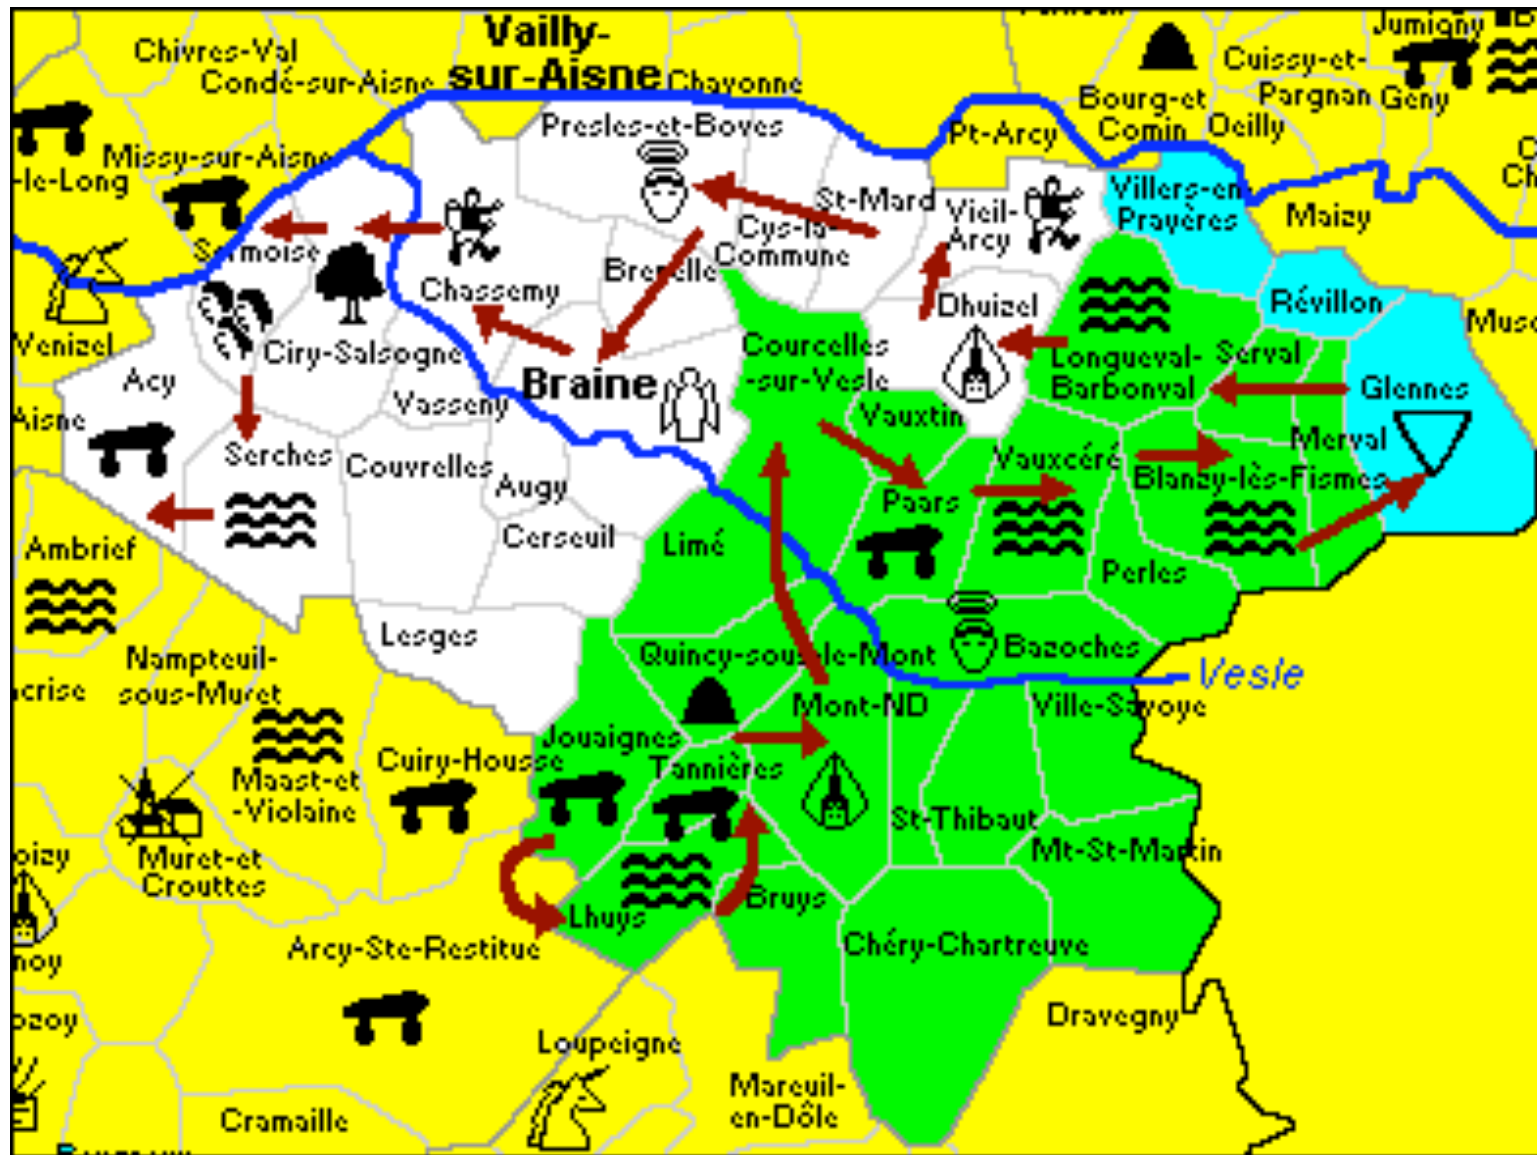 Vailly-
sur-Aisne
Chivres-Val
Condé-sur-Aisne
Chavonne
Jumigny
Cuissy-et-
Geny
Pargnan
Bourg-et
Comin
Oeilly
Presles-et-Boves
Pt-Arcy
Missy-sur-Aisne
-le-Long
Villers-en
Prayères
Maizy
St-Mard
Vieil-
Arcy
Cys-la-
Commune
Sermoise
Brenelle
Chassemy
Dhuizel
Révillon
Venizel
Ciry-Salsogne
Courcelles
-sur-Vesle
Longueval-
Barbonval
Serval
Acy
Braine
Glennes
Vasseny
Vauxtin
Aisne
Merval
Serches
Couvrelles
Vauxcéré
Augy
Blanzy-lès-Fismes
Paars
Ambrief
Cerseuil
Limé
Perles
Lesges
Quincy-sous-le-Mont
Bazoches
Nampteuil-
sous-Muret
Vesle
Mont-ND
Ville-Savoye
Jouaignes
Cuiry-Housse
Tannières
Maast-et
-Violaine
St-Thibaut
Mt-St-Martin
Muret-et
Crouttes
Bruys
Lhuys
Arcy-Ste-Restitue
Chéry-Chartreuve
Dravegny
Loupeigne
Mareuil-
en-Dôle
Cramaille